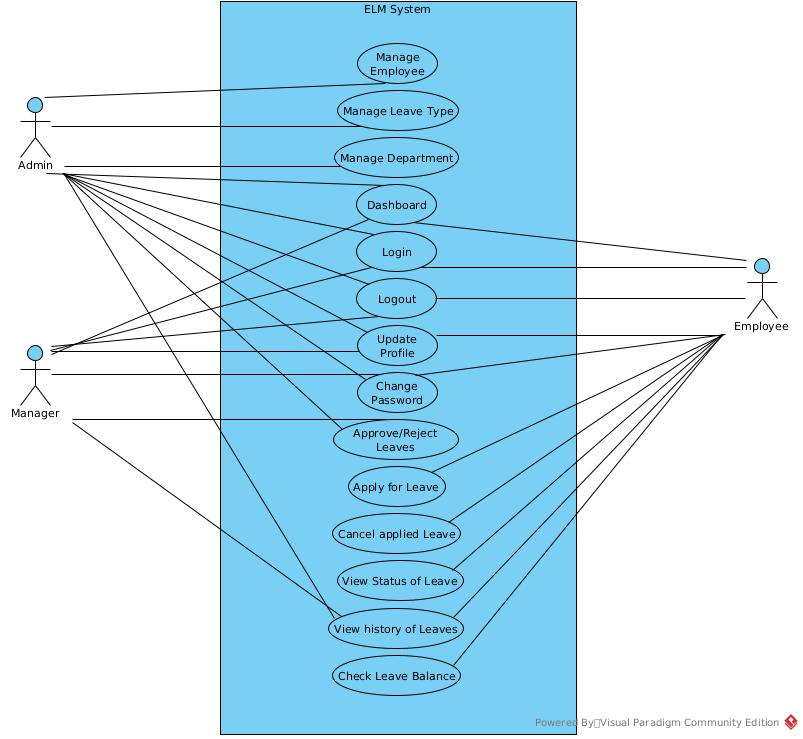 ELM System
Manage
Employee
Manage Leave Type
Manage Department
Dashboard
Login
Logout
Update
Profile
Change
Password
Approve/Reject
Leaves
Apply for Leave
Cancel applied Leave
View Status of Leave
View history of Leaves
Check Leave Balance
Admin
Manager
Employee
Powered By Visual Paradigm Community Edition